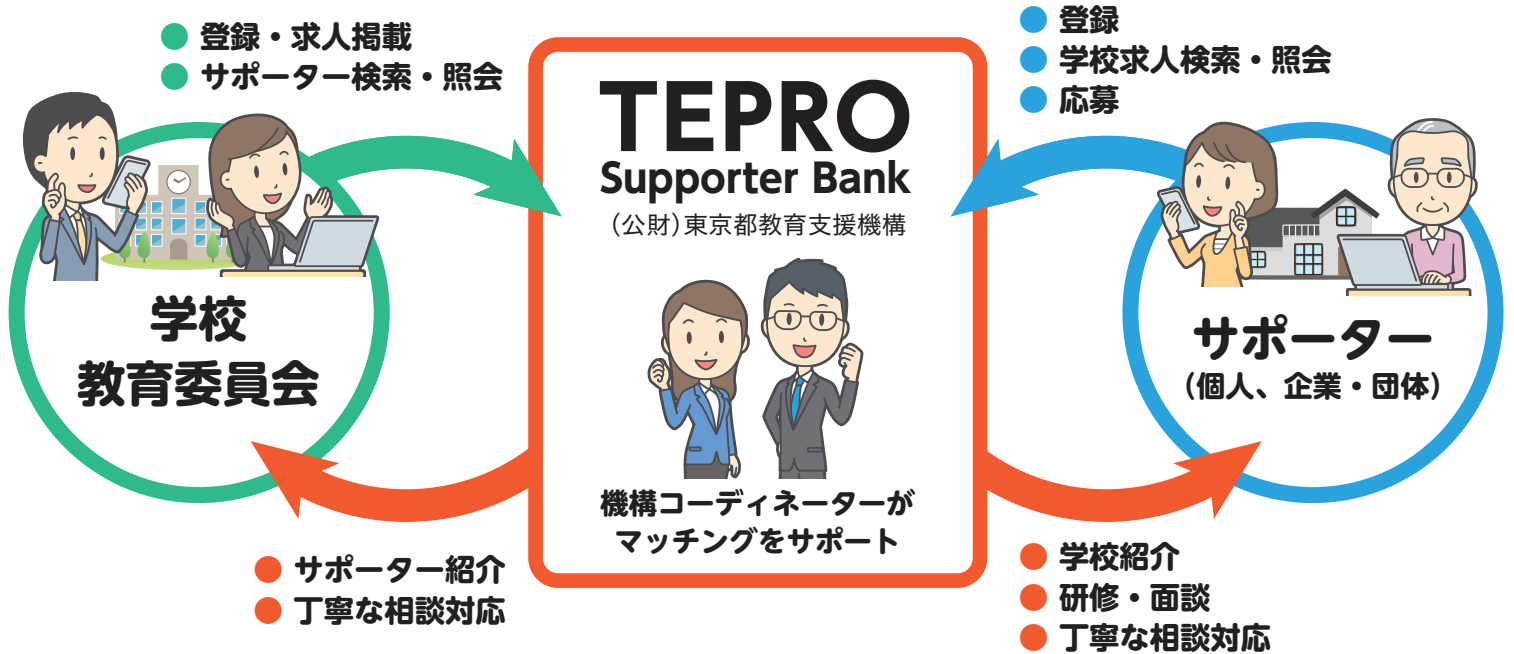 ● 登録・求人掲載
● サポーター検索・照会
学校
教育委員会
TEPRO
Supporter Bank
（公財）東京都教育支援機構
機構コーディネーターが
マッチングをサポート
● 登録
● 学校求人検索・照会
● 応募
サポーター
（個人、企業・団体）
● サポーター紹介
● 丁寧な相談対応
● 学校紹介
● 研修・面談
● 丁寧な相談対応